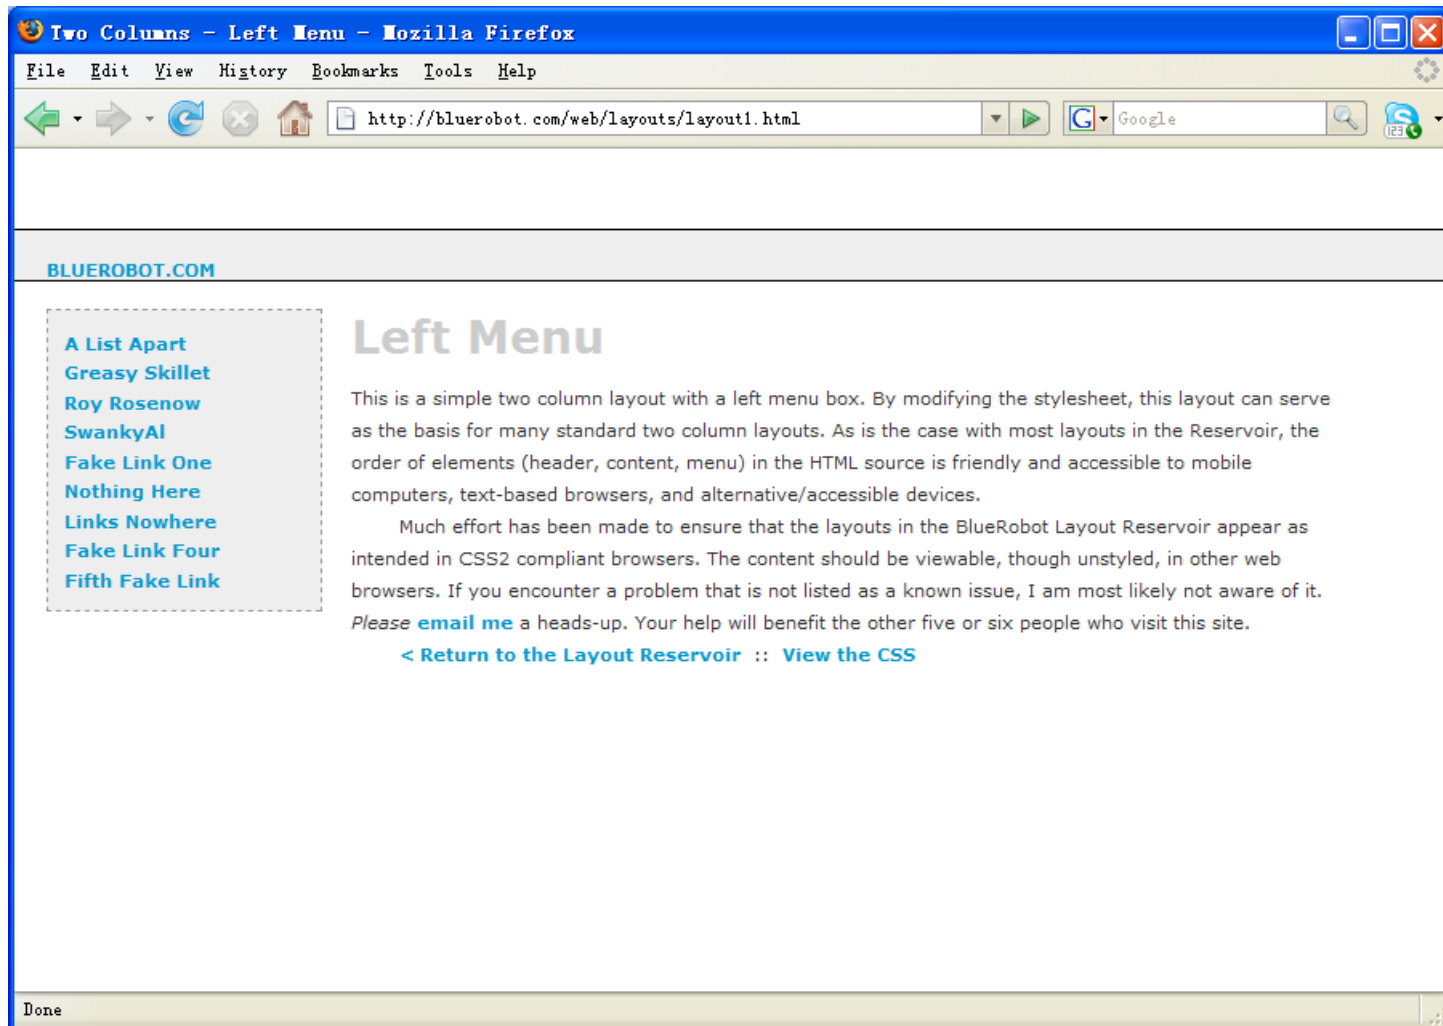 Two Columns - Left Menu - Mozilla Firefox
File Edit View History Bookmarks Tools Help
http://bluerobot.com/web/layouts/layout1.html
G Google
S 123
BLUEROBOT.COM
A List Apart
Greasy Skillet
Roy Rosenow
SwankyAl
Fake Link One
Nothing Here
Links Nowhere
Fake Link Four
Fifth Fake Link
Left Menu
This is a simple two column layout with a left menu box. By modifying the stylesheet, this layout can serve
as the basis for many standard two column layouts. As is the case with most layouts in the Reservoir, the
order of elements (header, content, menu) in the HTML source is friendly and accessible to mobile
computers, text-based browsers, and alternative/accessible devices.
Much effort has been made to ensure that the layouts in the BlueRobot Layout Reservoir appear as
intended in CSS2 compliant browsers. The content should be viewable, though unstyled, in other web
browsers. If you encounter a problem that is not listed as a known issue, I am most likely not aware of it.
Please email me a heads-up. Your help will benefit the other five or six people who visit this site.
< Return to the Layout Reservoir :: View the CSS
Done